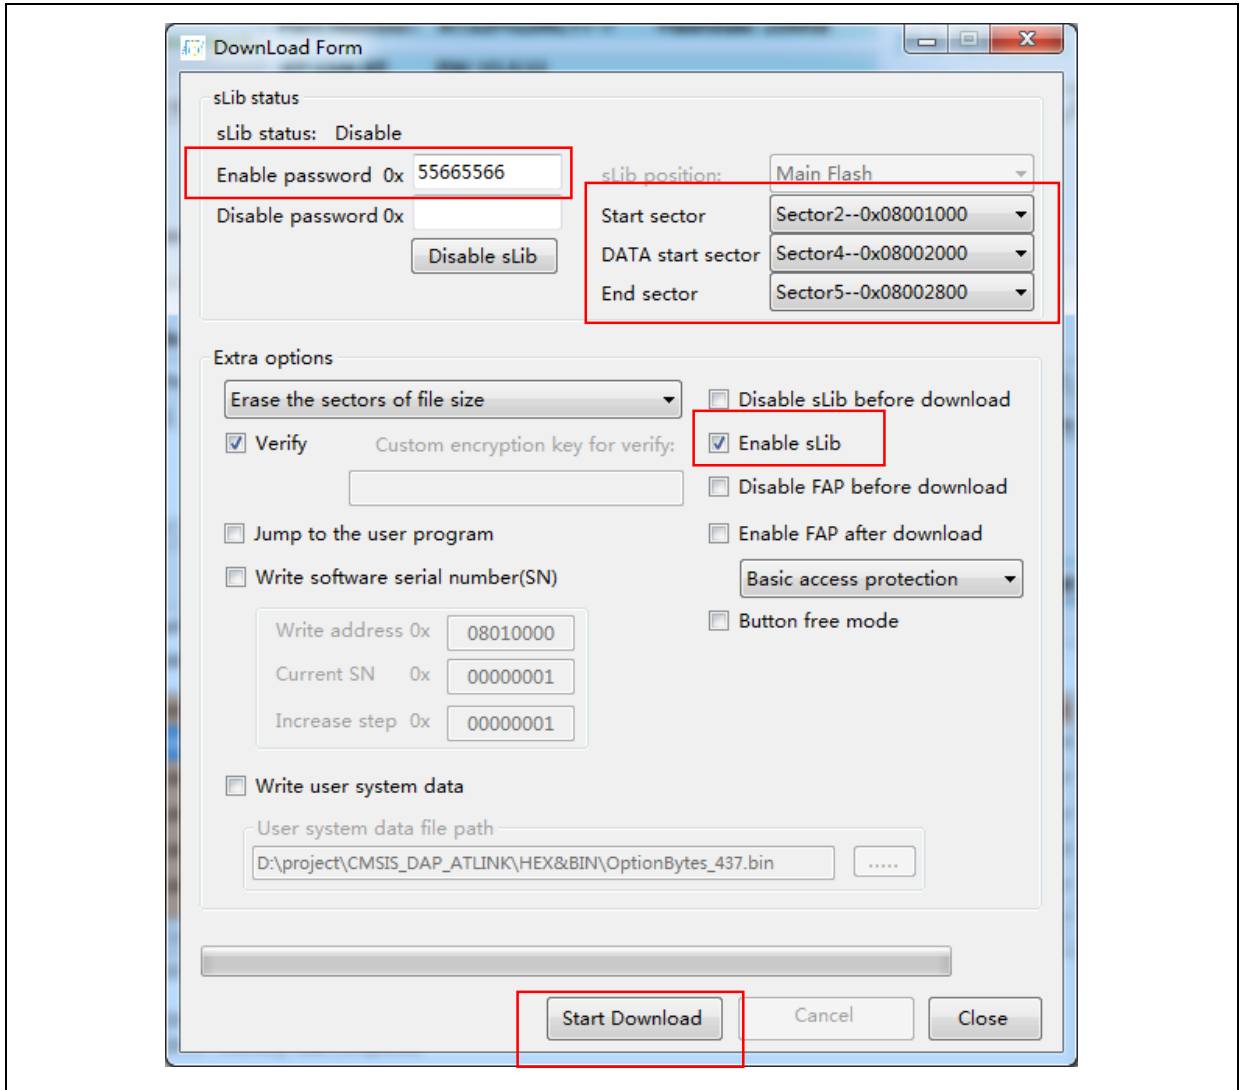 DownLoad Form
sLib status
sLib status: Disable
Enable password 0x 55665566
sLib position: Main Flash
Disable password 0x
Start sector Sector2--0x08001000
Disable sLib
DATA start sector Sector4--0x08002000
End sector Sector5--0x08002800
Extra options
Erase the sectors of file size
Disable sLib before download
Verify
Custom encryption key for verify:
Enable sLib
Disable FAP before download
Jump to the user program
Enable FAP after download
Write software serial number(SN)
Basic access protection
Write address 0x 08010000
Button free mode
Current SN 0x 00000001
Increase step 0x 00000001
Write user system data
User system data file path
D:\project\CMSIS_DAP_ATLINK\HEX&BIN\OptionBytes_437.bin
.....
Start Download
Cancel
Close